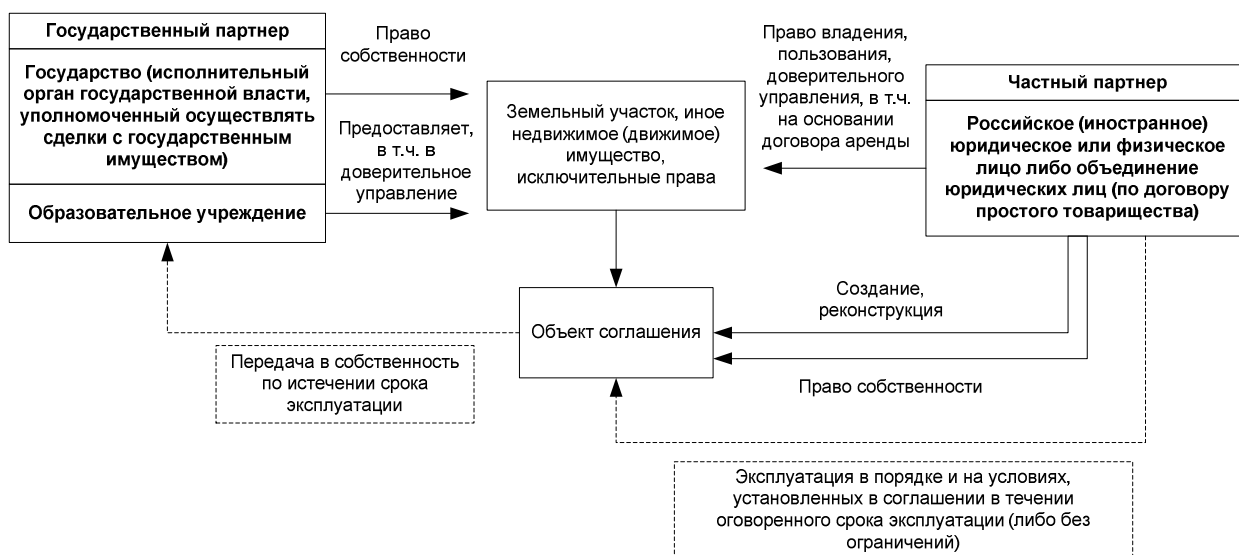 Государственный партнер
Государство (исполнительный
орган государственной власти,
уполномоченный осуществлять
сделки с государственным
имуществом)
Образовательное учреждение
Право
собственности
Предоставляет,
в т.ч. в
доверительное
управление
Земельный участок, иное
недвижимое (движимое)
имущество,
исключительные права
Право владения,
пользования,
доверительного
управления, в т.ч.
на основании
договора аренды
Частный партнер
Российское (иностранное)
юридическое или физическое
лицо либо объединение
юридических лиц (по договору
простого товарищества)
Создание,
реконструкция
Объект соглашения
Право собственности
Передача в собственность
по истечении срока
эксплуатации
Эксплуатация в порядке и на условиях,
установленных в соглашении в течении
оговоренного срока эксплуатации (либо без
ограничений)